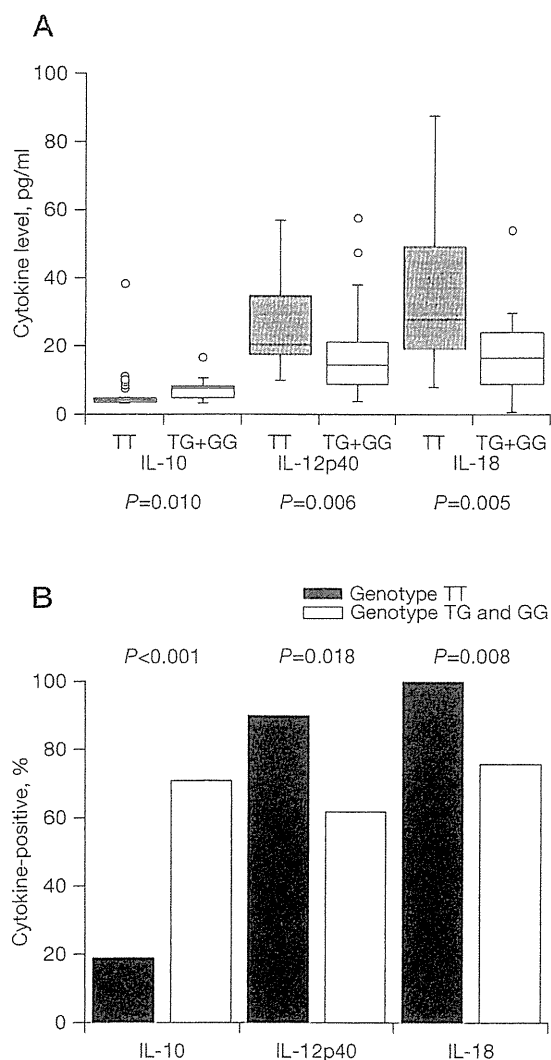 A
100
80
60
40
20
0
Cytokine level, pg/ml
TT TG+GG TT TG+GG TT TG+GG
IL-10 IL-12p40 IL-18
P=0.010 P=0.006 P=0.005
B
Genotype TT
Genotype TG and GG
P<0.001 P=0.018 P=0.008
100
80
60
40
20
0
Cytokine-positive, %
IL-10 IL-12p40 IL-18